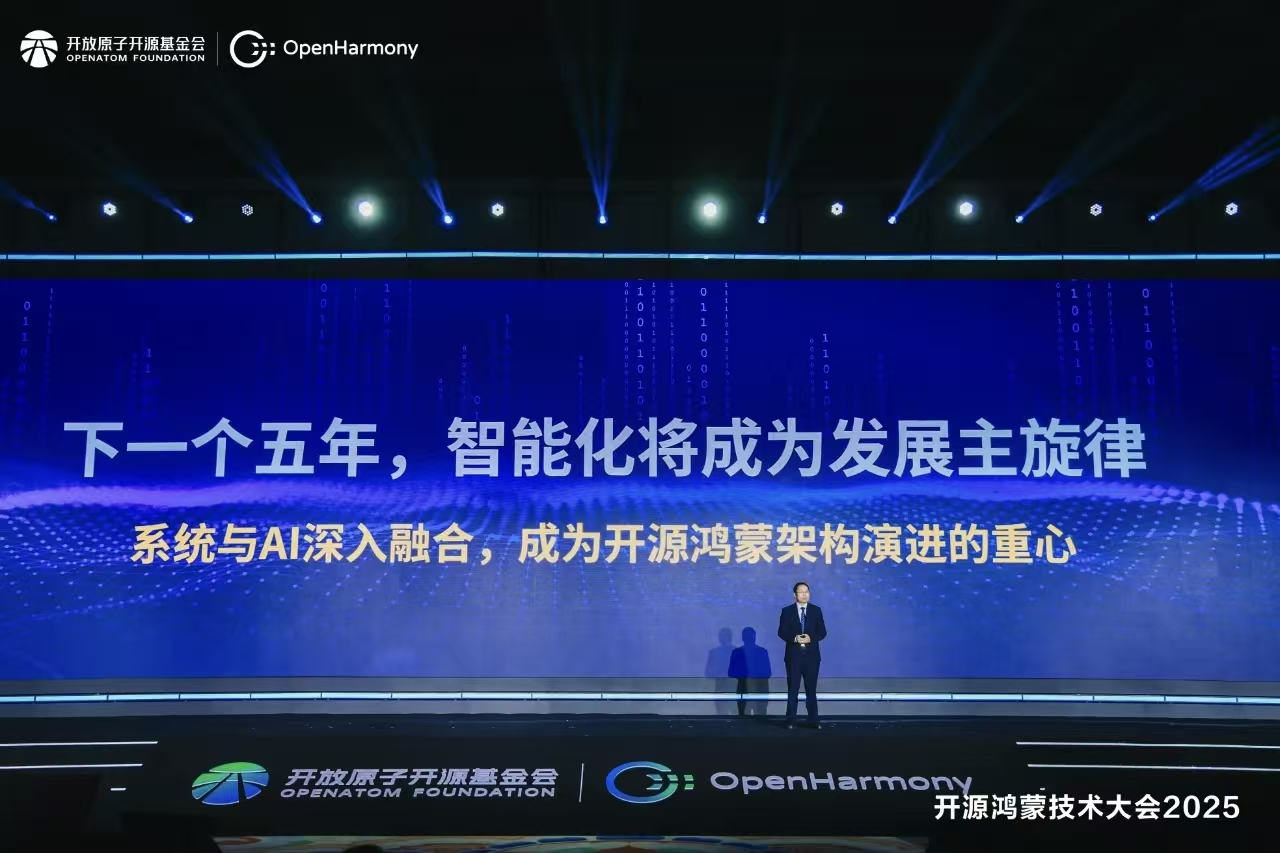 开放原子开源基金会
OPENATOM FOUNDATION
OpenHarmony
下一个五年，智能化将成为发展主旋律
系统与AI深入融合，成为开源鸿蒙架构演进的重心
开放原子开源基金会
OPENATOM FOUNDATION
OpenHarmony
开源鸿蒙技术大会2025